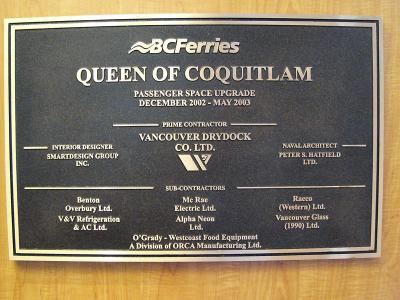 BCFerries
QUEEN OF COQUITLAM
PASSENGER SPACE UPGRADE
DECEMBER 2002 - MAY 2003
PRIME CONTRACTOR
VANCOUVER DRYDOCK
CO. LTD.
INTERIOR DESIGNER
SMARTDESIGN GROUP
INC.
NAVAL ARCHITECT
PETER S. HATFIELD
LTD.
SUB-CONTRACTORS
Benton
Overbury Ltd.
Mc Rae
Electric Ltd.
Raeco
(Western) Ltd.
V&V Refrigeration
& AC Ltd.
Alpha Neon
Ltd.
Vancouver Glass
(1990) Ltd.
O'Grady - Westcoast Food Equipment
A Division of ORCA Manufacturing Ltd.